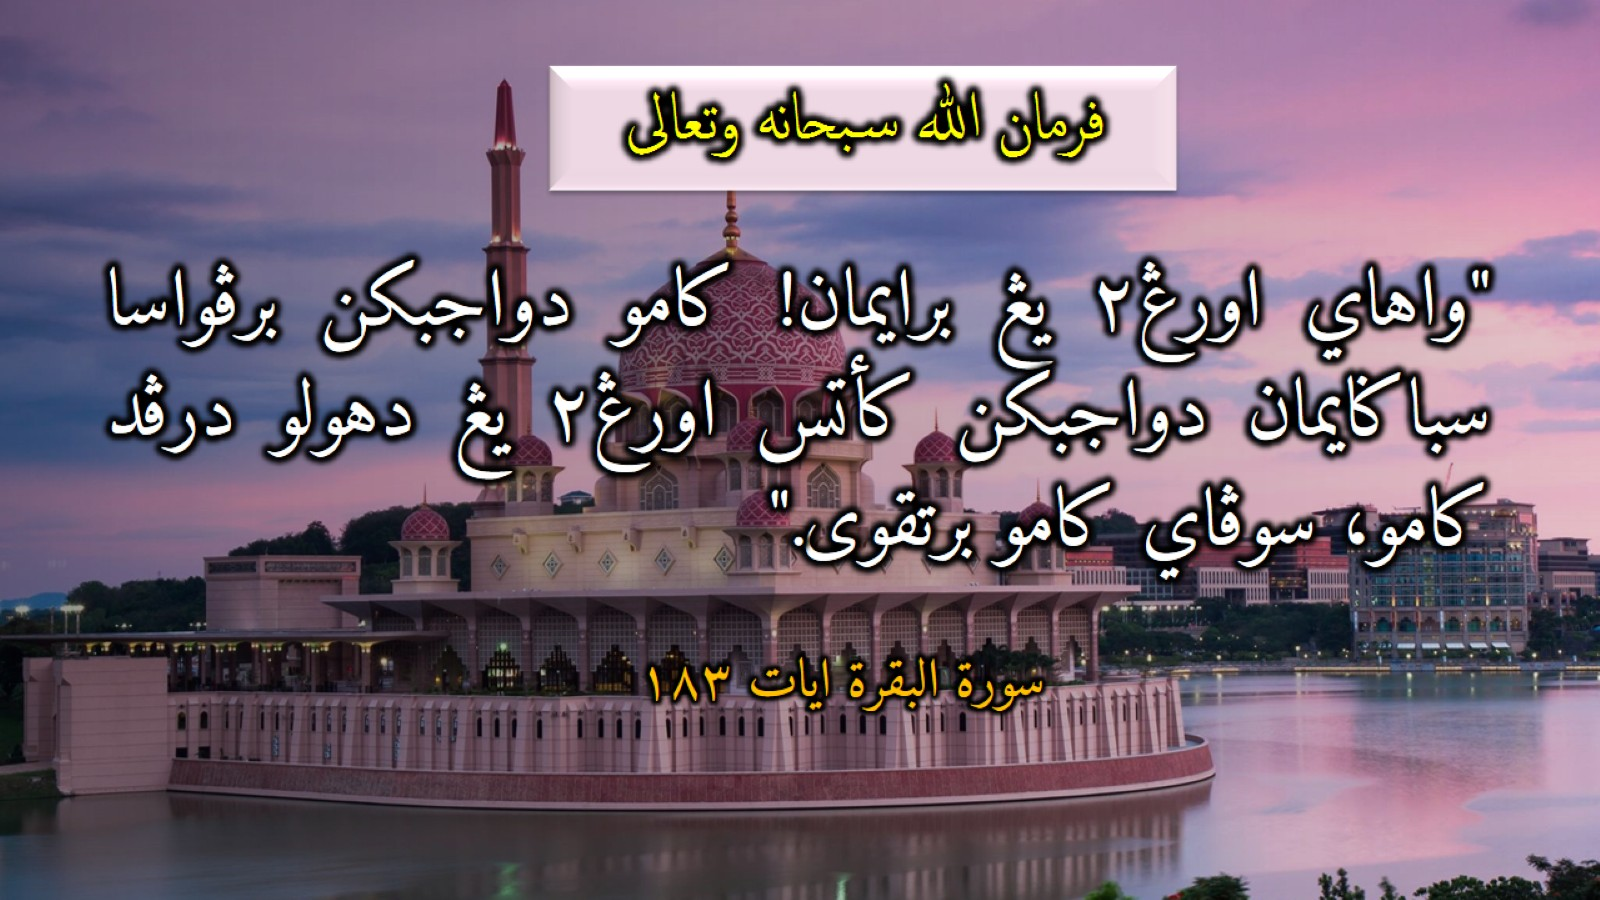 فرمان الله سبحانه وتعالى
"واهاي اورڠ٢ يڠ برايمان! كامو دواجبكن برڤواسا
سباݢايمان دواجبكن كأتس اورڠ٢ يڠ دهولو درڤد
كامو، سوڤاي كامو برتقوى."
سورة البقرة ايات ١٨٣